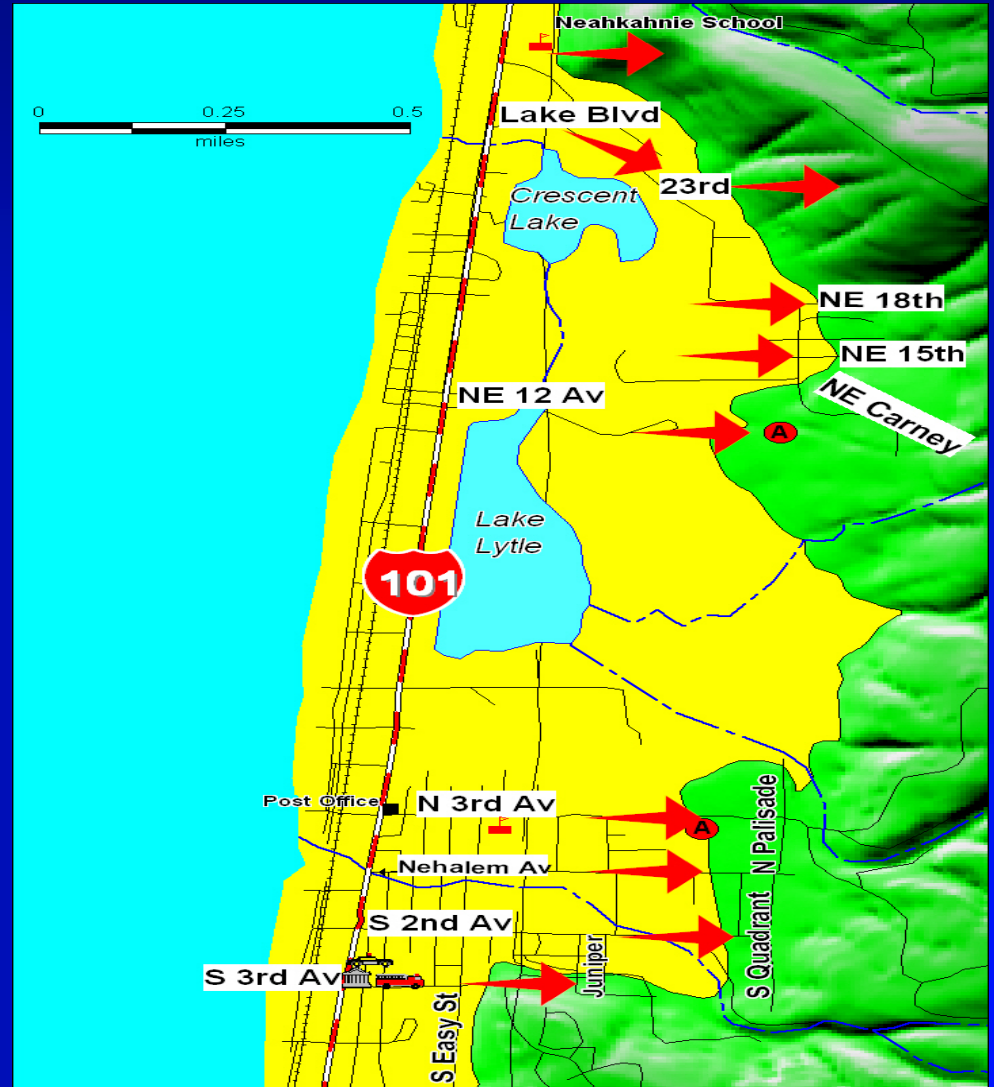 Neahkahnie School
0 0.25 0.5
miles
Lake Blvd
23rd
Crescent
Lake
NE 18th
NE 15th
NE 12 Av
NE Carney
A
Lake
Lytle
101
Post Office
N 3rd Av
A
N Palisade
Nehalem Av
S 2nd Av
S Quadrant
Juniper
S 3rd Av
S Easy St